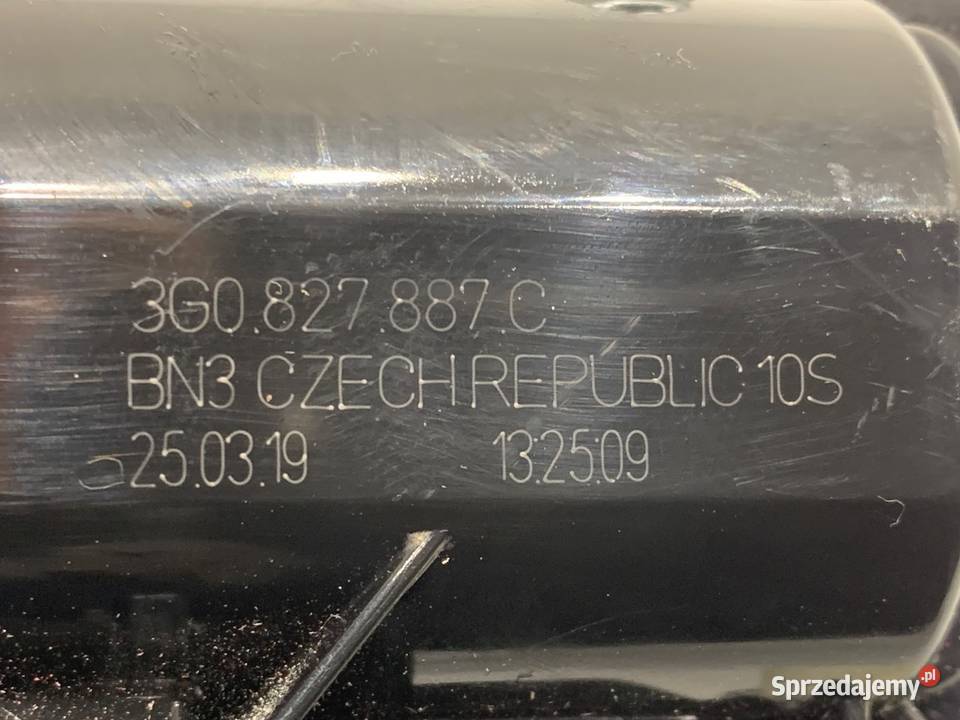 3G0.827.887.C
BN3 CZECH REPUBLIC 10S
25.03.19 13:25:09
Sprzedajemy.pl